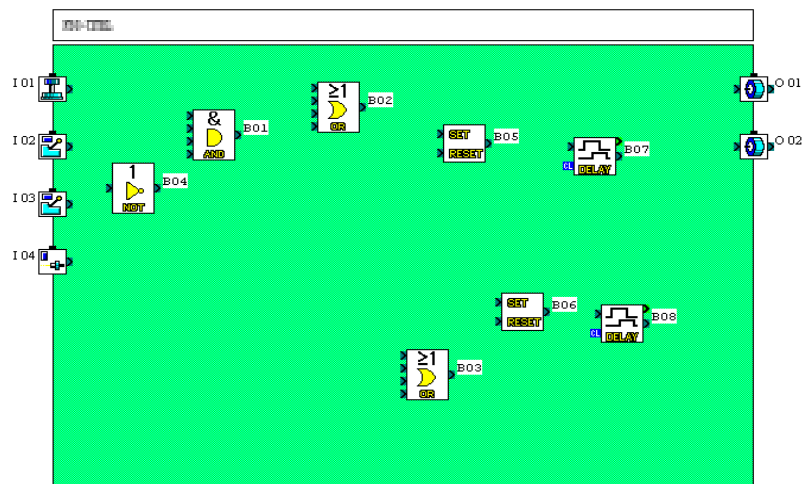 I 01
I 02
I 03
I 04
O 01
O 02
&
AND
B01
≥1
OR
B02
1
NOT
B04
SET
RESET
B05
CL
DELAY
B07
SET
RESET
B06
CL
DELAY
B08
≥1
OR
B03